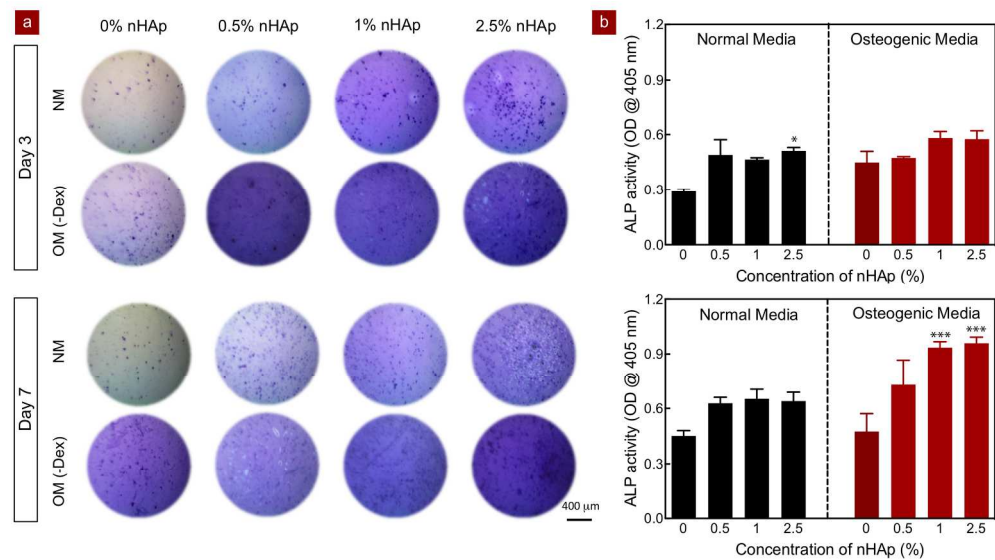 a
0% nHAp 0.5% nHAp 1% nHAp 2.5% nHAp
Day 3
NM
OM (-Dex)
Day 7
NM
OM (-Dex)
400 μm
b
Normal Media Osteogenic Media
ALP activity (OD @ 405 nm)
1.2
0.9
0.6
0.3
0.0
*
0 0.5 1 2.5 0 0.5 1 2.5
Concentration of nHAp (%)
Normal Media Osteogenic Media
ALP activity (OD @ 405 nm)
1.2
0.9
0.6
0.3
0.0
*** ***
0 0.5 1 2.5 0 0.5 1 2.5
Concentration of nHAp (%)